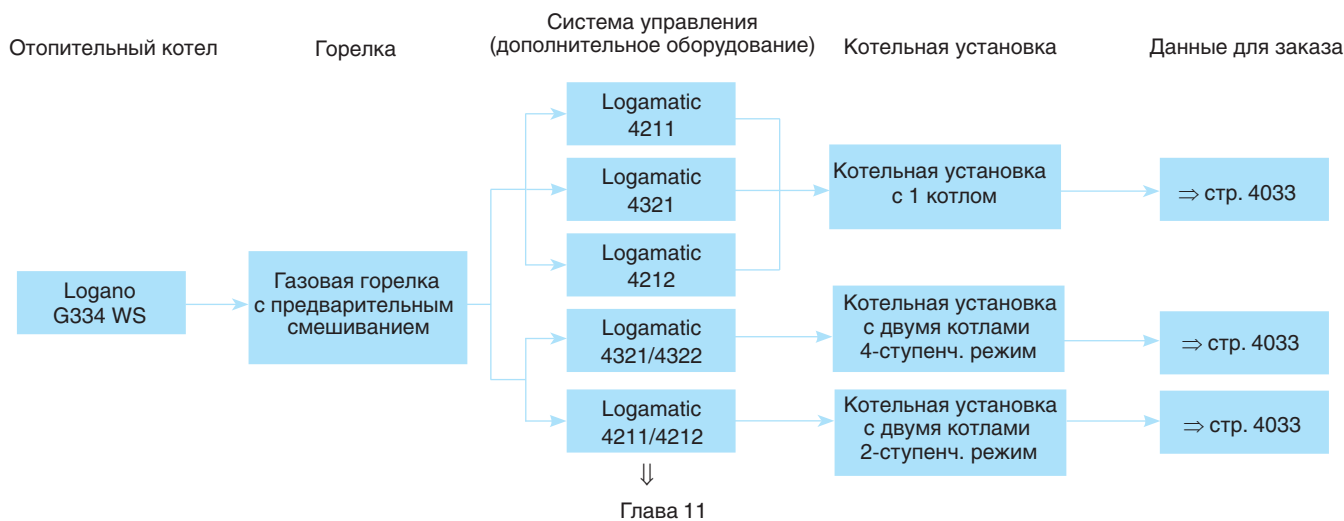 Отопительный котел
Горелка
Система управления
(дополнительное оборудование)
Котельная установка
Данные для заказа
Logano
G334 WS
Газовая горелка
с предварительным
смешиванием
Logamatic
4211
Logamatic
4321
Logamatic
4212
Logamatic
4321/4322
Logamatic
4211/4212
⇓
Глава 11
Котельная установка
с 1 котлом
Котельная установка
с двумя котлами
4-ступенч. режим
Котельная установка
с двумя котлами
2-ступенч. режим
⇒ стр. 4033
⇒ стр. 4033
⇒ стр. 4033